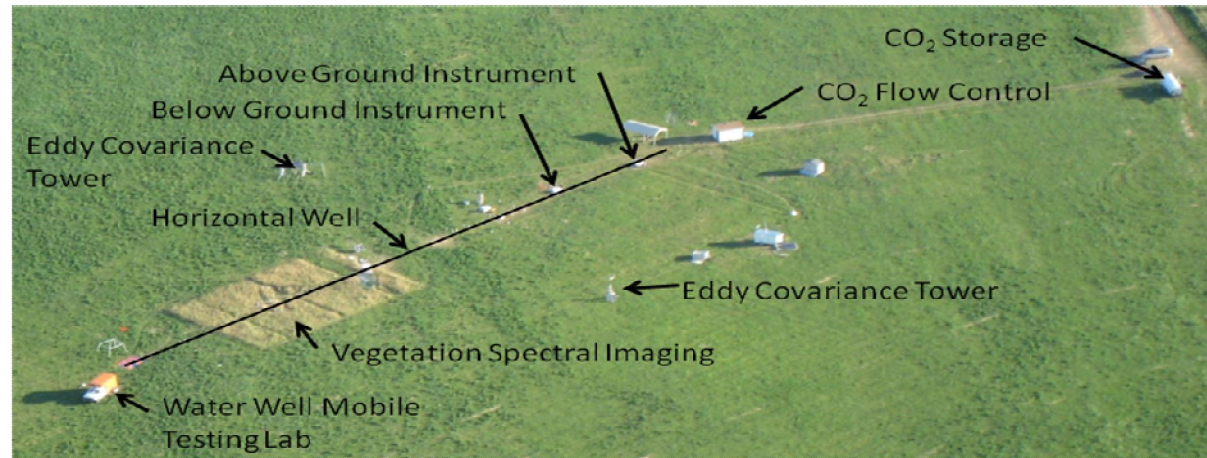 CO₂ Storage
Above Ground Instrument
CO₂ Flow Control
Below Ground Instrument
Eddy Covariance
Tower
Horizontal Well
Eddy Covariance Tower
Vegetation Spectral Imaging
Water Well Mobile
Testing Lab